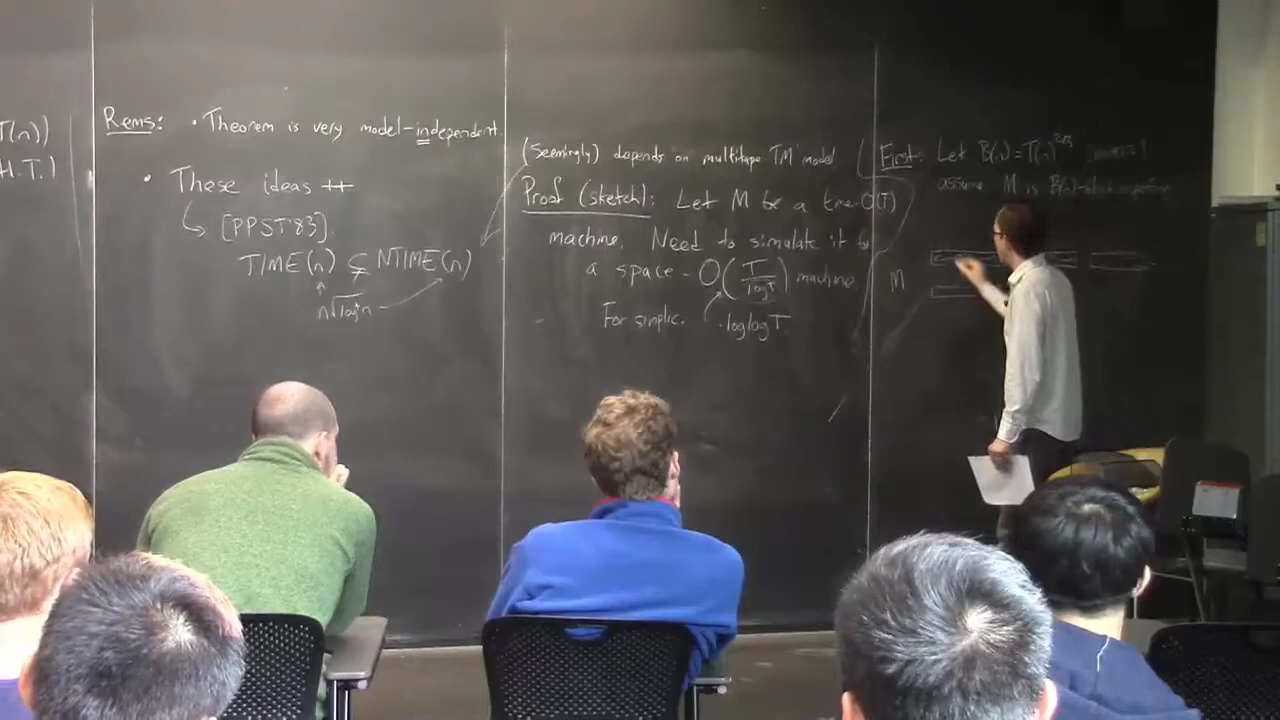 T(n))
H.T.)
Rems: • Theorem is very model-independent.
• These ideas ++
↳ [PPST'83].
TIME(n) ⊊ NTIME(n)
(Seemingly) depends on multitape TM model
Proof (sketch): Let M be a time-O(T)
machine. Need to simulate it by
a space-O(T/logT) machine
For simplic. ·loglogT
First: Let B(n)=T(n)^2/3
assume M is B(n)-block respecting
M